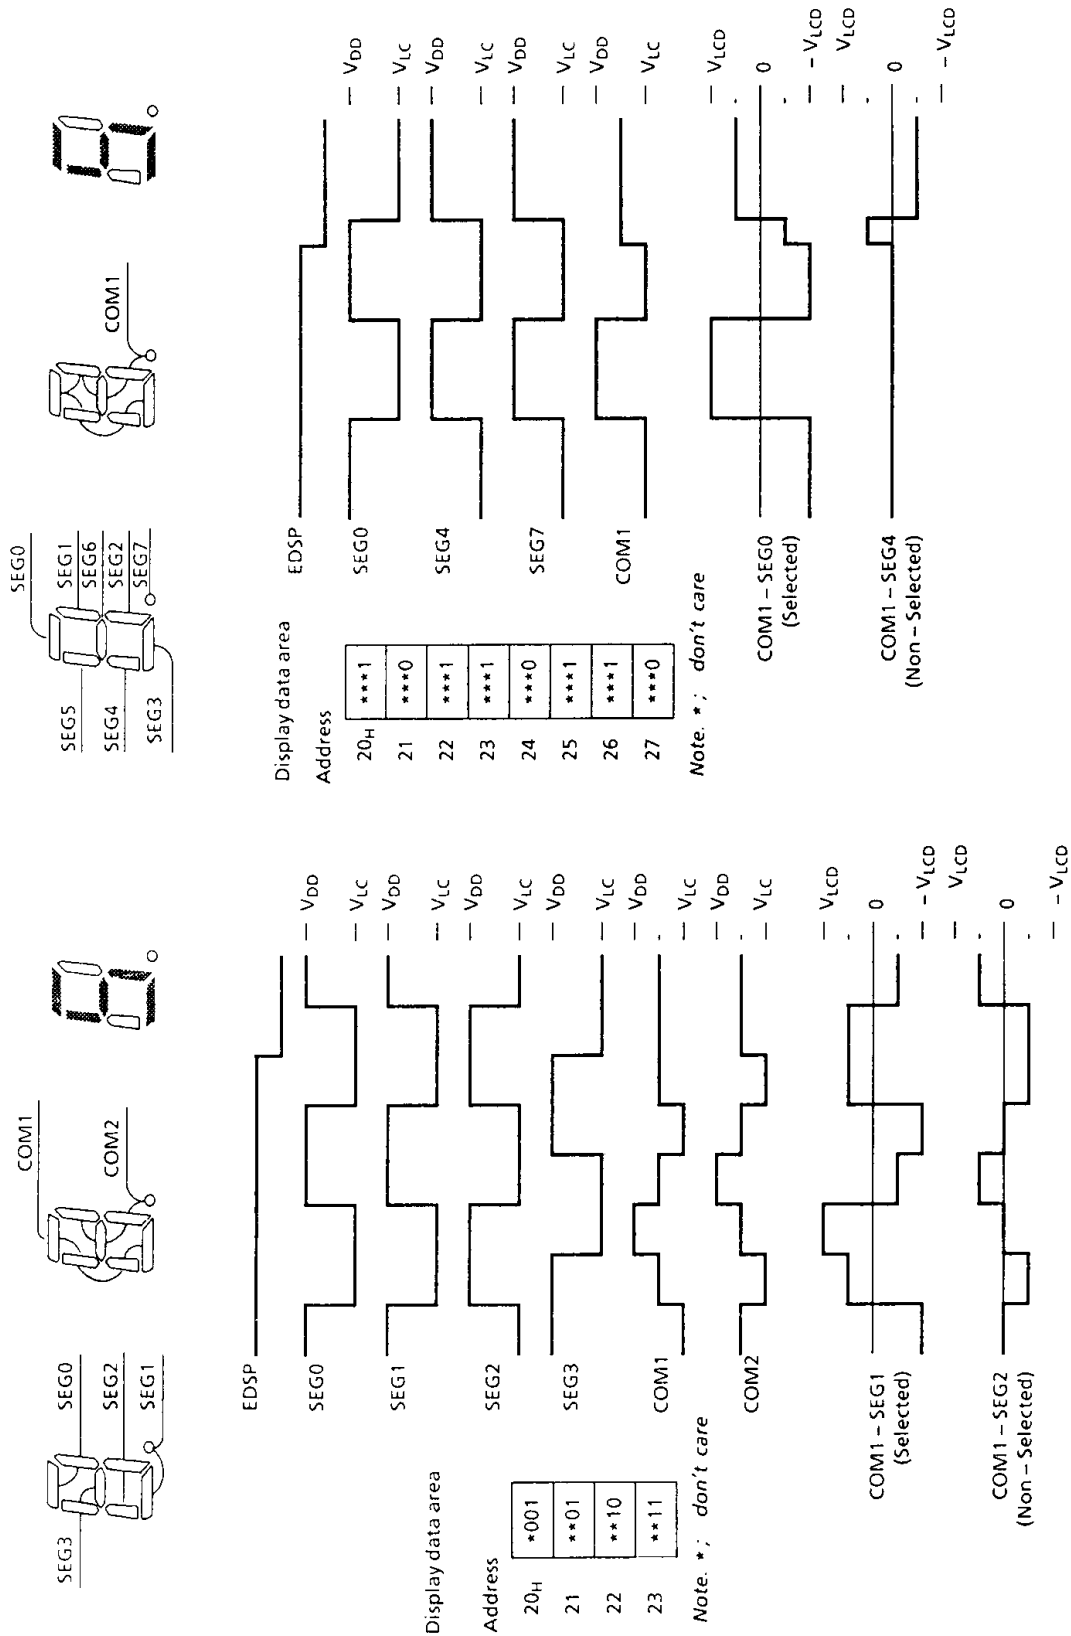 SEG3
SEG0
SEG2
SEG1
COM1
COM2
EDSP
SEG0
VDD
VLC
SEG1
VDD
VLC
SEG2
VDD
VLC
SEG3
VDD
VLC
COM1
VDD
VLC
COM2
VDD
VLC
Display data area
Address
20H *001
21 **01
22 **10
23 **11
Note. *; don't care
COM1 – SEG1
(Selected)
VLCD
0
– VLCD
COM1 – SEG2
(Non – Selected)
VLCD
0
– VLCD
SEG5
SEG4
SEG3
SEG0
SEG1
SEG6
SEG2
SEG7
COM1
EDSP
SEG0
VDD
VLC
SEG4
VDD
VLC
SEG7
VDD
VLC
COM1
VDD
VLC
Display data area
Address
20H ***1
21 ***0
22 ***1
23 ***1
24 ***0
25 ***1
26 ***1
27 ***0
Note. *; don't care
COM1 – SEG0
(Selected)
VLCD
0
– VLCD
COM1 – SEG4
(Non – Selected)
VLCD
0
– VLCD